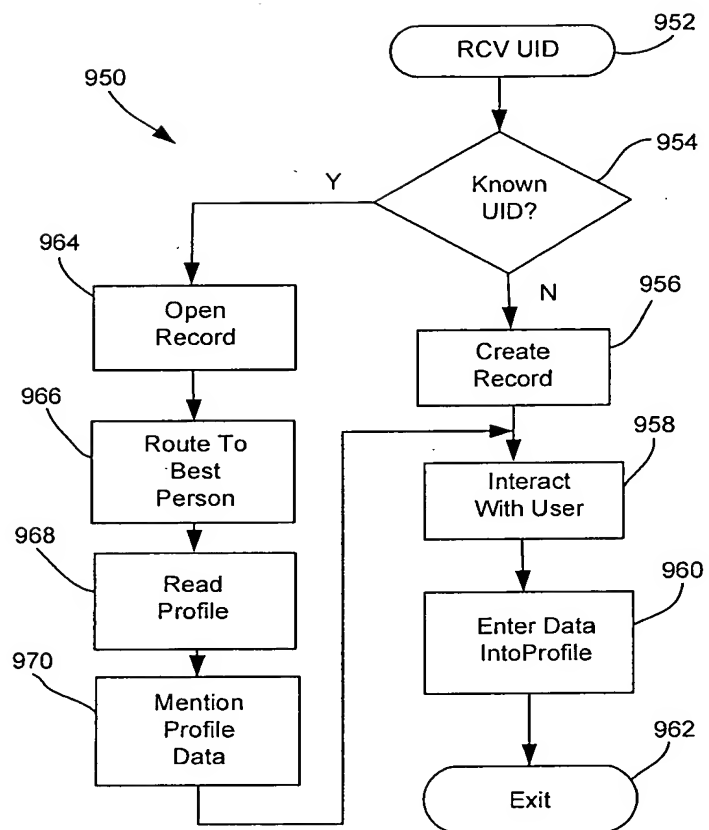 952
RCV UID
950
954
Known
UID?
Y
N
964
Open
Record
956
Create
Record
966
Route To
Best
Person
958
Interact
With User
968
Read
Profile
960
Enter Data
IntoProfile
970
Mention
Profile
Data
962
Exit